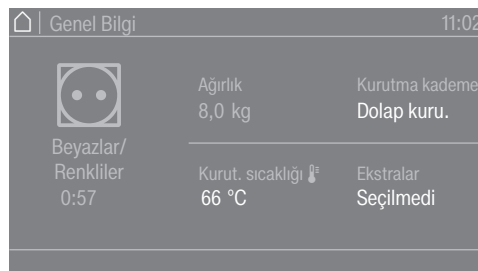 Genel Bilgi 11:02
Ağırlık
8,0 kg
Kurutma kademe
Dolap kuru.
Beyazlar/
Renkliler
0:57
Kurut. sıcaklığı
66 °C
Ekstralar
Seçilmedi